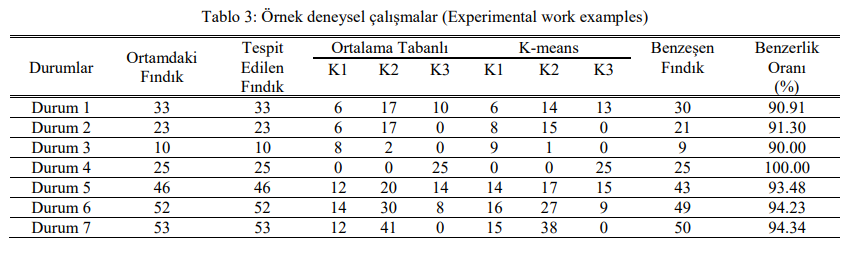 Tablo 3: Örnek deneysel çalışmalar (Experimental work examples)
Durumlar Ortamdaki Fındık Tespit Edilen Fındık Ortalama Tabanlı K-means Benzeşen Fındık Benzerlik Oranı (%)
K1 K2 K3 K1 K2 K3
Durum 1 33 33 6 17 10 6 14 13 30 90.91
Durum 2 23 23 6 17 0 8 15 0 21 91.30
Durum 3 10 10 8 2 0 9 1 0 9 90.00
Durum 4 25 25 0 0 25 0 0 25 25 100.00
Durum 5 46 46 12 20 14 14 17 15 43 93.48
Durum 6 52 52 14 30 8 16 27 9 49 94.23
Durum 7 53 53 12 41 0 15 38 0 50 94.34